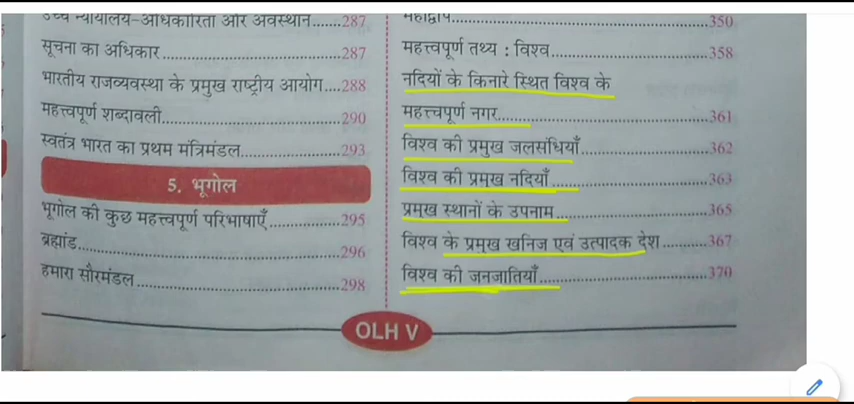 उच्च न्यायालय-अधिकारिता और अवस्थान.......287
सूचना का अधिकार.......287
भारतीय राजव्यवस्था के प्रमुख राष्ट्रीय आयोग....288
महत्त्वपूर्ण शब्दावली.......290
स्वतंत्र भारत का प्रथम मंत्रिमंडल.......293
5. भूगोल
भूगोल की कुछ महत्त्वपूर्ण परिभाषाएँ.......295
ब्रह्मांड.......296
हमारा सौरमंडल.......298
महाद्वीप.......350
महत्त्वपूर्ण तथ्य : विश्व.......358
नदियों के किनारे स्थित विश्व के
महत्त्वपूर्ण नगर.......361
विश्व की प्रमुख जलसंधियाँ.......362
विश्व की प्रमुख नदियाँ.......363
प्रमुख स्थानों के उपनाम.......365
विश्व के प्रमुख खनिज एवं उत्पादक देश.......367
विश्व की जनजातियाँ.......370
OLH V